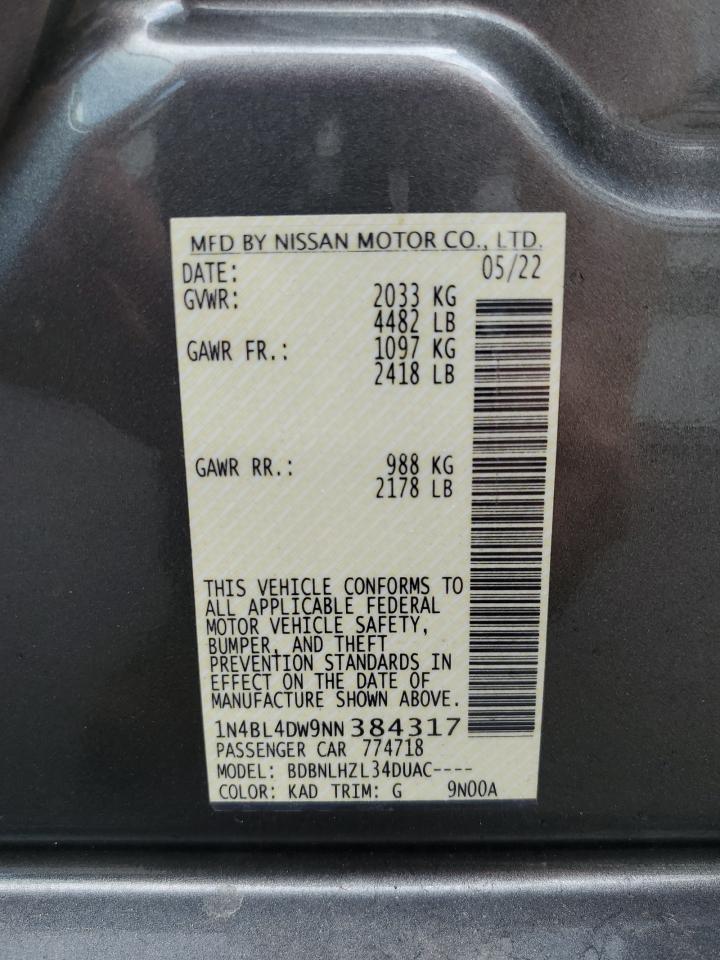 MFD BY NISSAN MOTOR CO., LTD.
DATE: 05/22
GVWR: 2033 KG
4482 LB
GAWR FR.: 1097 KG
2418 LB
GAWR RR.: 988 KG
2178 LB
THIS VEHICLE CONFORMS TO
ALL APPLICABLE FEDERAL
MOTOR VEHICLE SAFETY,
BUMPER, AND THEFT
PREVENTION STANDARDS IN
EFFECT ON THE DATE OF
MANUFACTURE SHOWN ABOVE.
1N4BL4DW9NN384317
PASSENGER CAR 774718
MODEL: BDBNLHZL34DUAC----
COLOR: KAD TRIM: G 9N00A